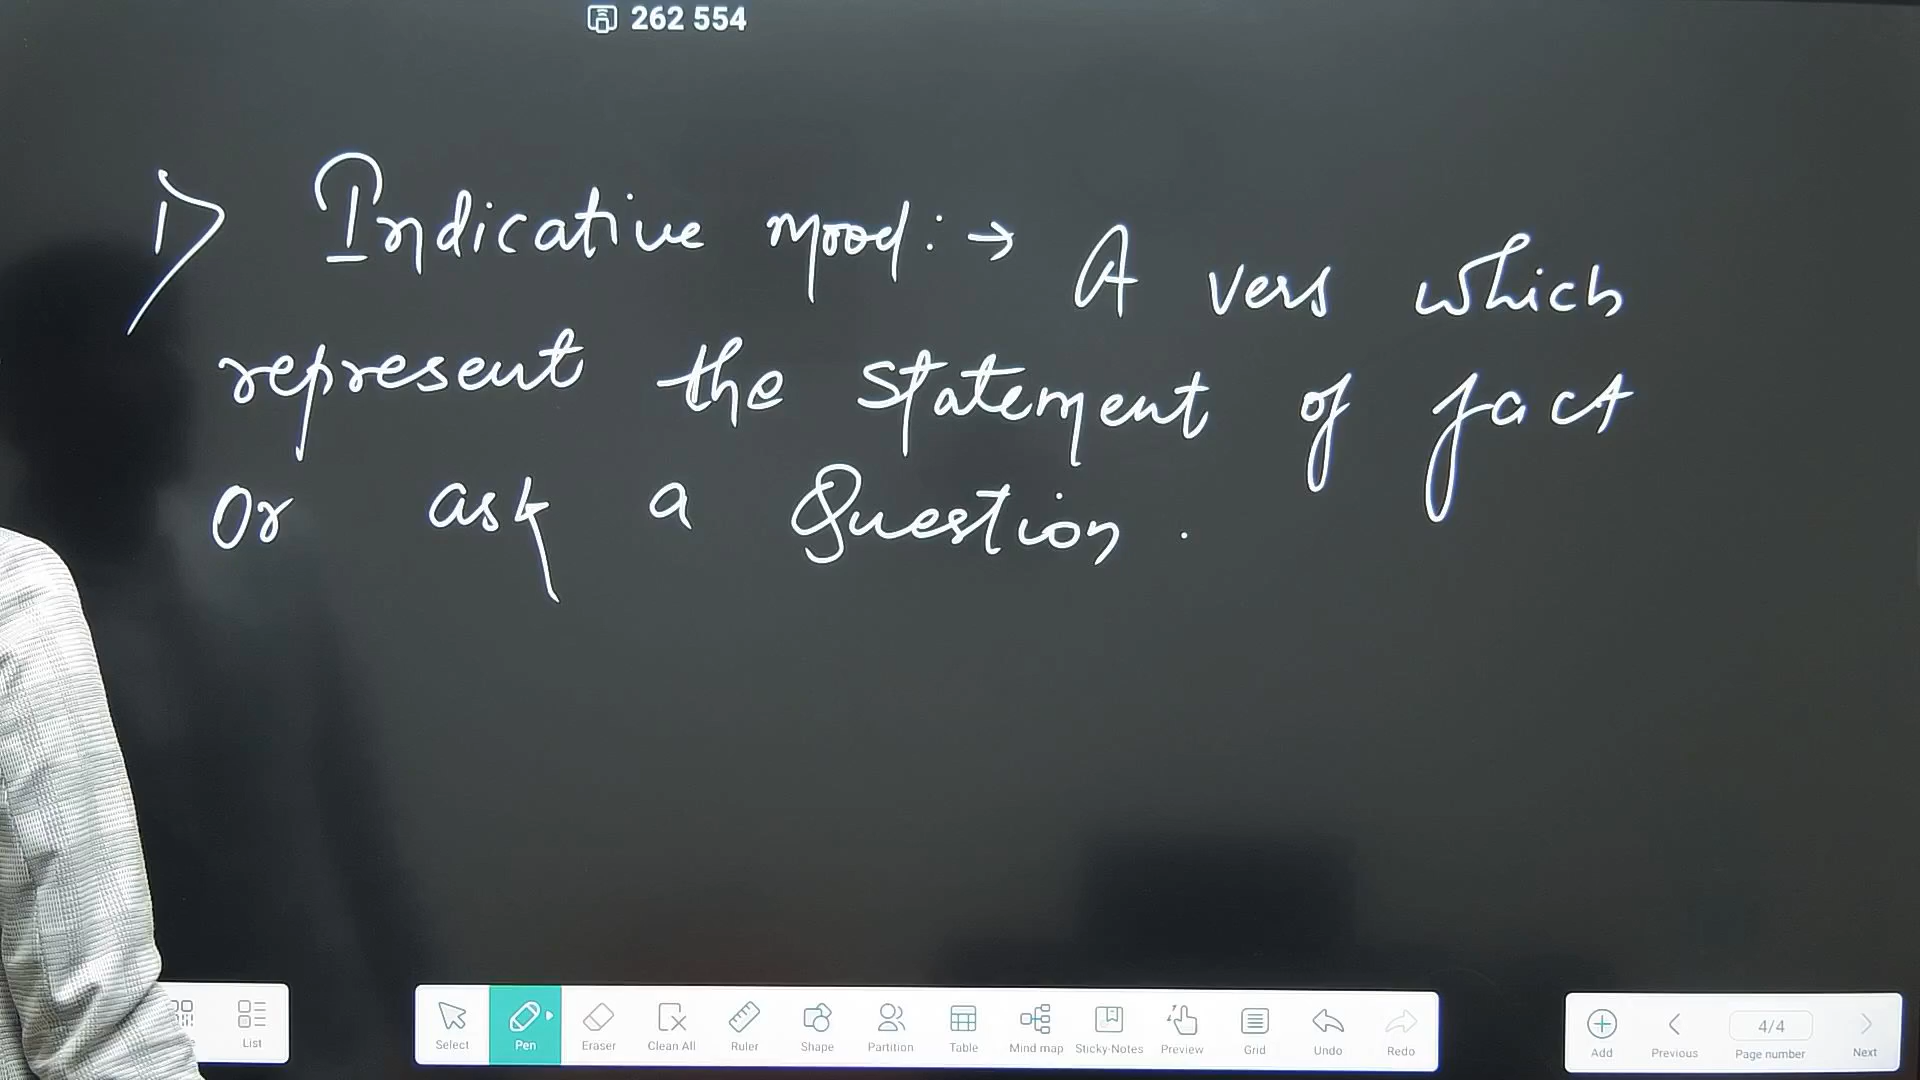 262 554
1) Indicative mood :→ A verb which
represent the statement of fact
Or ask a Question .
List
Select
Pen
Eraser
Clean All
Ruler
Shape
Partition
Table
Mind map
Sticky-Notes
Preview
Grid
Undo
Redo
Add
Previous
4/4
Page number
Next